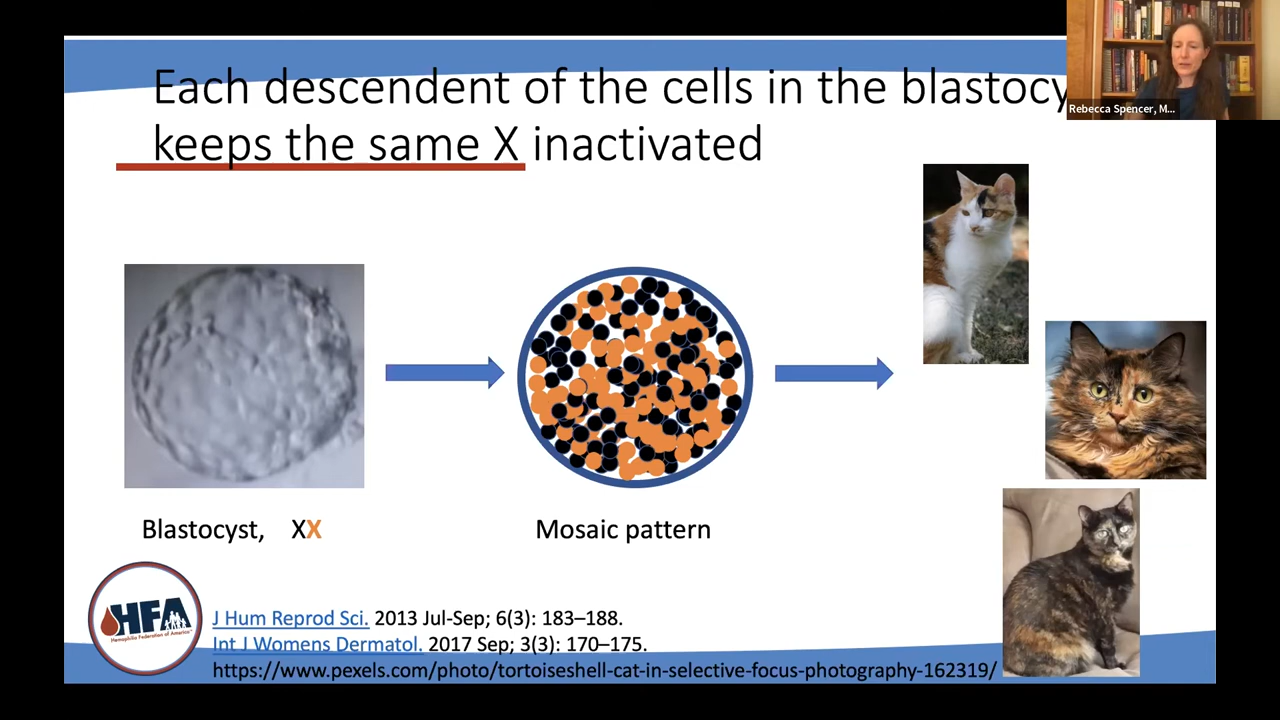 Each descendent of the cells in the blastocy
Rebecca Spencer, M...
keeps the same X inactivated
Blastocyst, XX
Mosaic pattern
HFA
Hemophilia Federation of America
J Hum Reprod Sci. 2013 Jul-Sep; 6(3): 183–188.
Int J Womens Dermatol. 2017 Sep; 3(3): 170–175.
https://www.pexels.com/photo/tortoiseshell-cat-in-selective-focus-photography-162319/